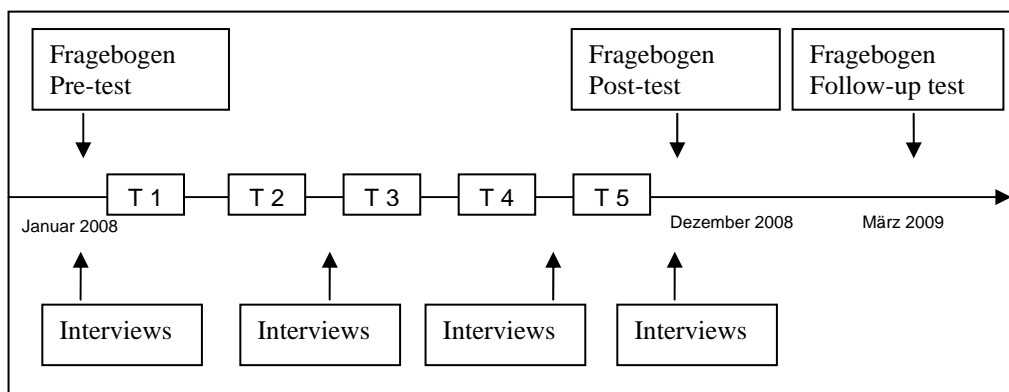 Fragebogen
Pre-test
Fragebogen
Post-test
Fragebogen
Follow-up test
T 1
T 2
T 3
T 4
T 5
Januar 2008
Dezember 2008
März 2009
Interviews
Interviews
Interviews
Interviews